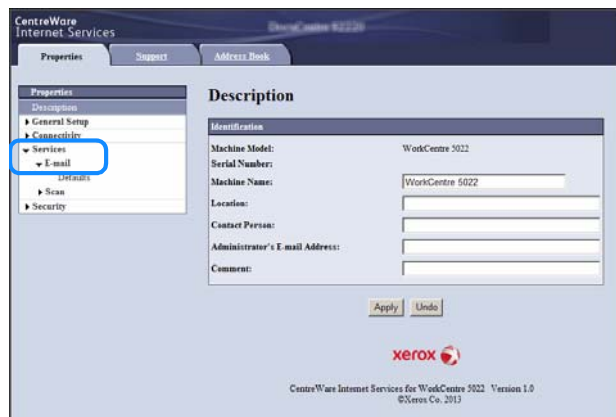 CentreWare
Internet Services
Properties
Support
Address Book
Properties
Description
General Setup
Connectivity
Services
E-mail
Defaults
Scan
Security
Description
Identification
Machine Model: WorkCentre 5022
Serial Number:
Machine Name: WorkCentre 5022
Location:
Contact Person:
Administrator's E-mail Address:
Comment:
Apply Undo
xerox
CentreWare Internet Services for WorkCentre 5022 Version 1.0
©Xerox Co. 2013